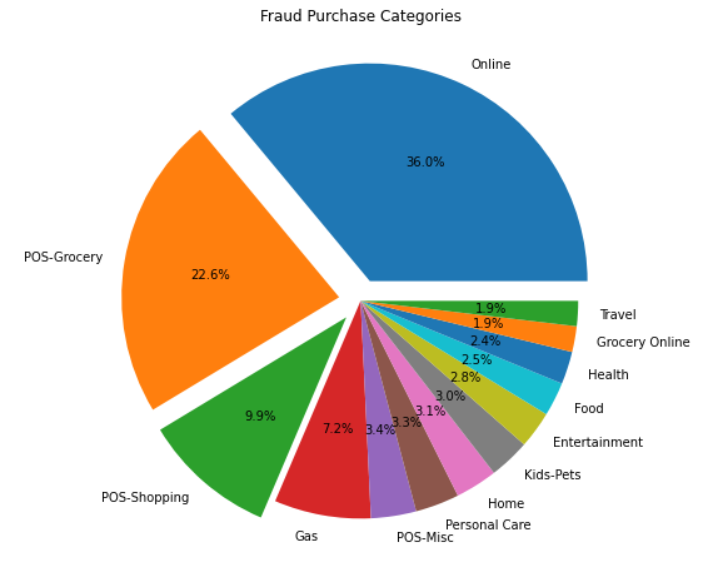 Fraud Purchase Categories
Online
36.0%
POS-Grocery
22.6%
POS-Shopping
9.9%
Gas
7.2%
POS-Misc
3.4%
Personal Care
3.3%
Home
3.1%
Kids-Pets
3.0%
Entertainment
2.8%
Food
2.5%
Health
2.4%
Grocery Online
1.9%
Travel
1.9%